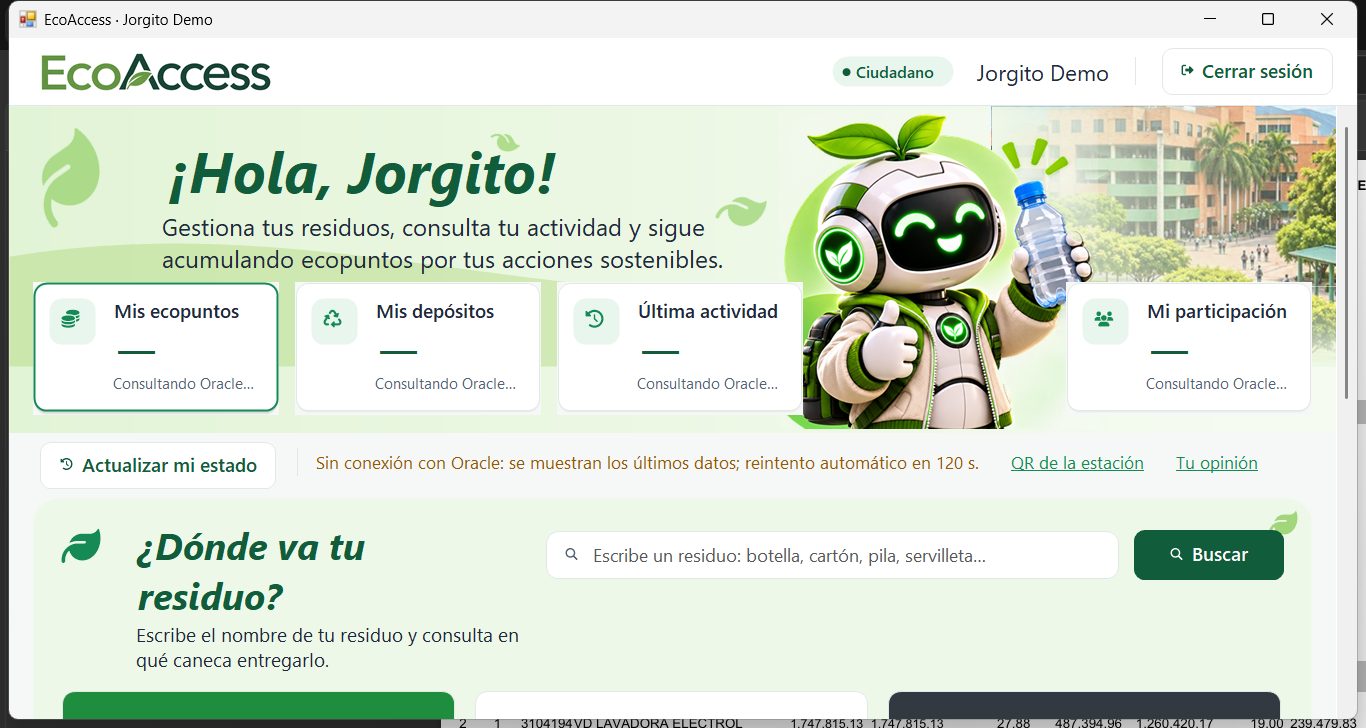 EcoAccess · Jorgito Demo
EcoAccess
Ciudadano
Jorgito Demo
Cerrar sesión
¡Hola, Jorgito!
Gestiona tus residuos, consulta tu actividad y sigue
acumulando ecopuntos por tus acciones sostenibles.
Mis ecopuntos
Consultando Oracle...
Mis depósitos
Consultando Oracle...
Última actividad
Consultando Oracle...
Mi participación
Consultando Oracle...
Actualizar mi estado
Sin conexión con Oracle: se muestran los últimos datos; reintento automático en 120 s.
QR de la estación
Tu opinión
¿Dónde va tu
residuo?
Escribe el nombre de tu residuo y consulta en
qué caneca entregarlo.
Escribe un residuo: botella, cartón, pila, servilleta...
Buscar
E
2 1 3104194VD LAVADORA ELECTROL 1.747.815.13 1.747.815.13 27.88 487.394.96 1.260.420.17 19.00 239.479.83